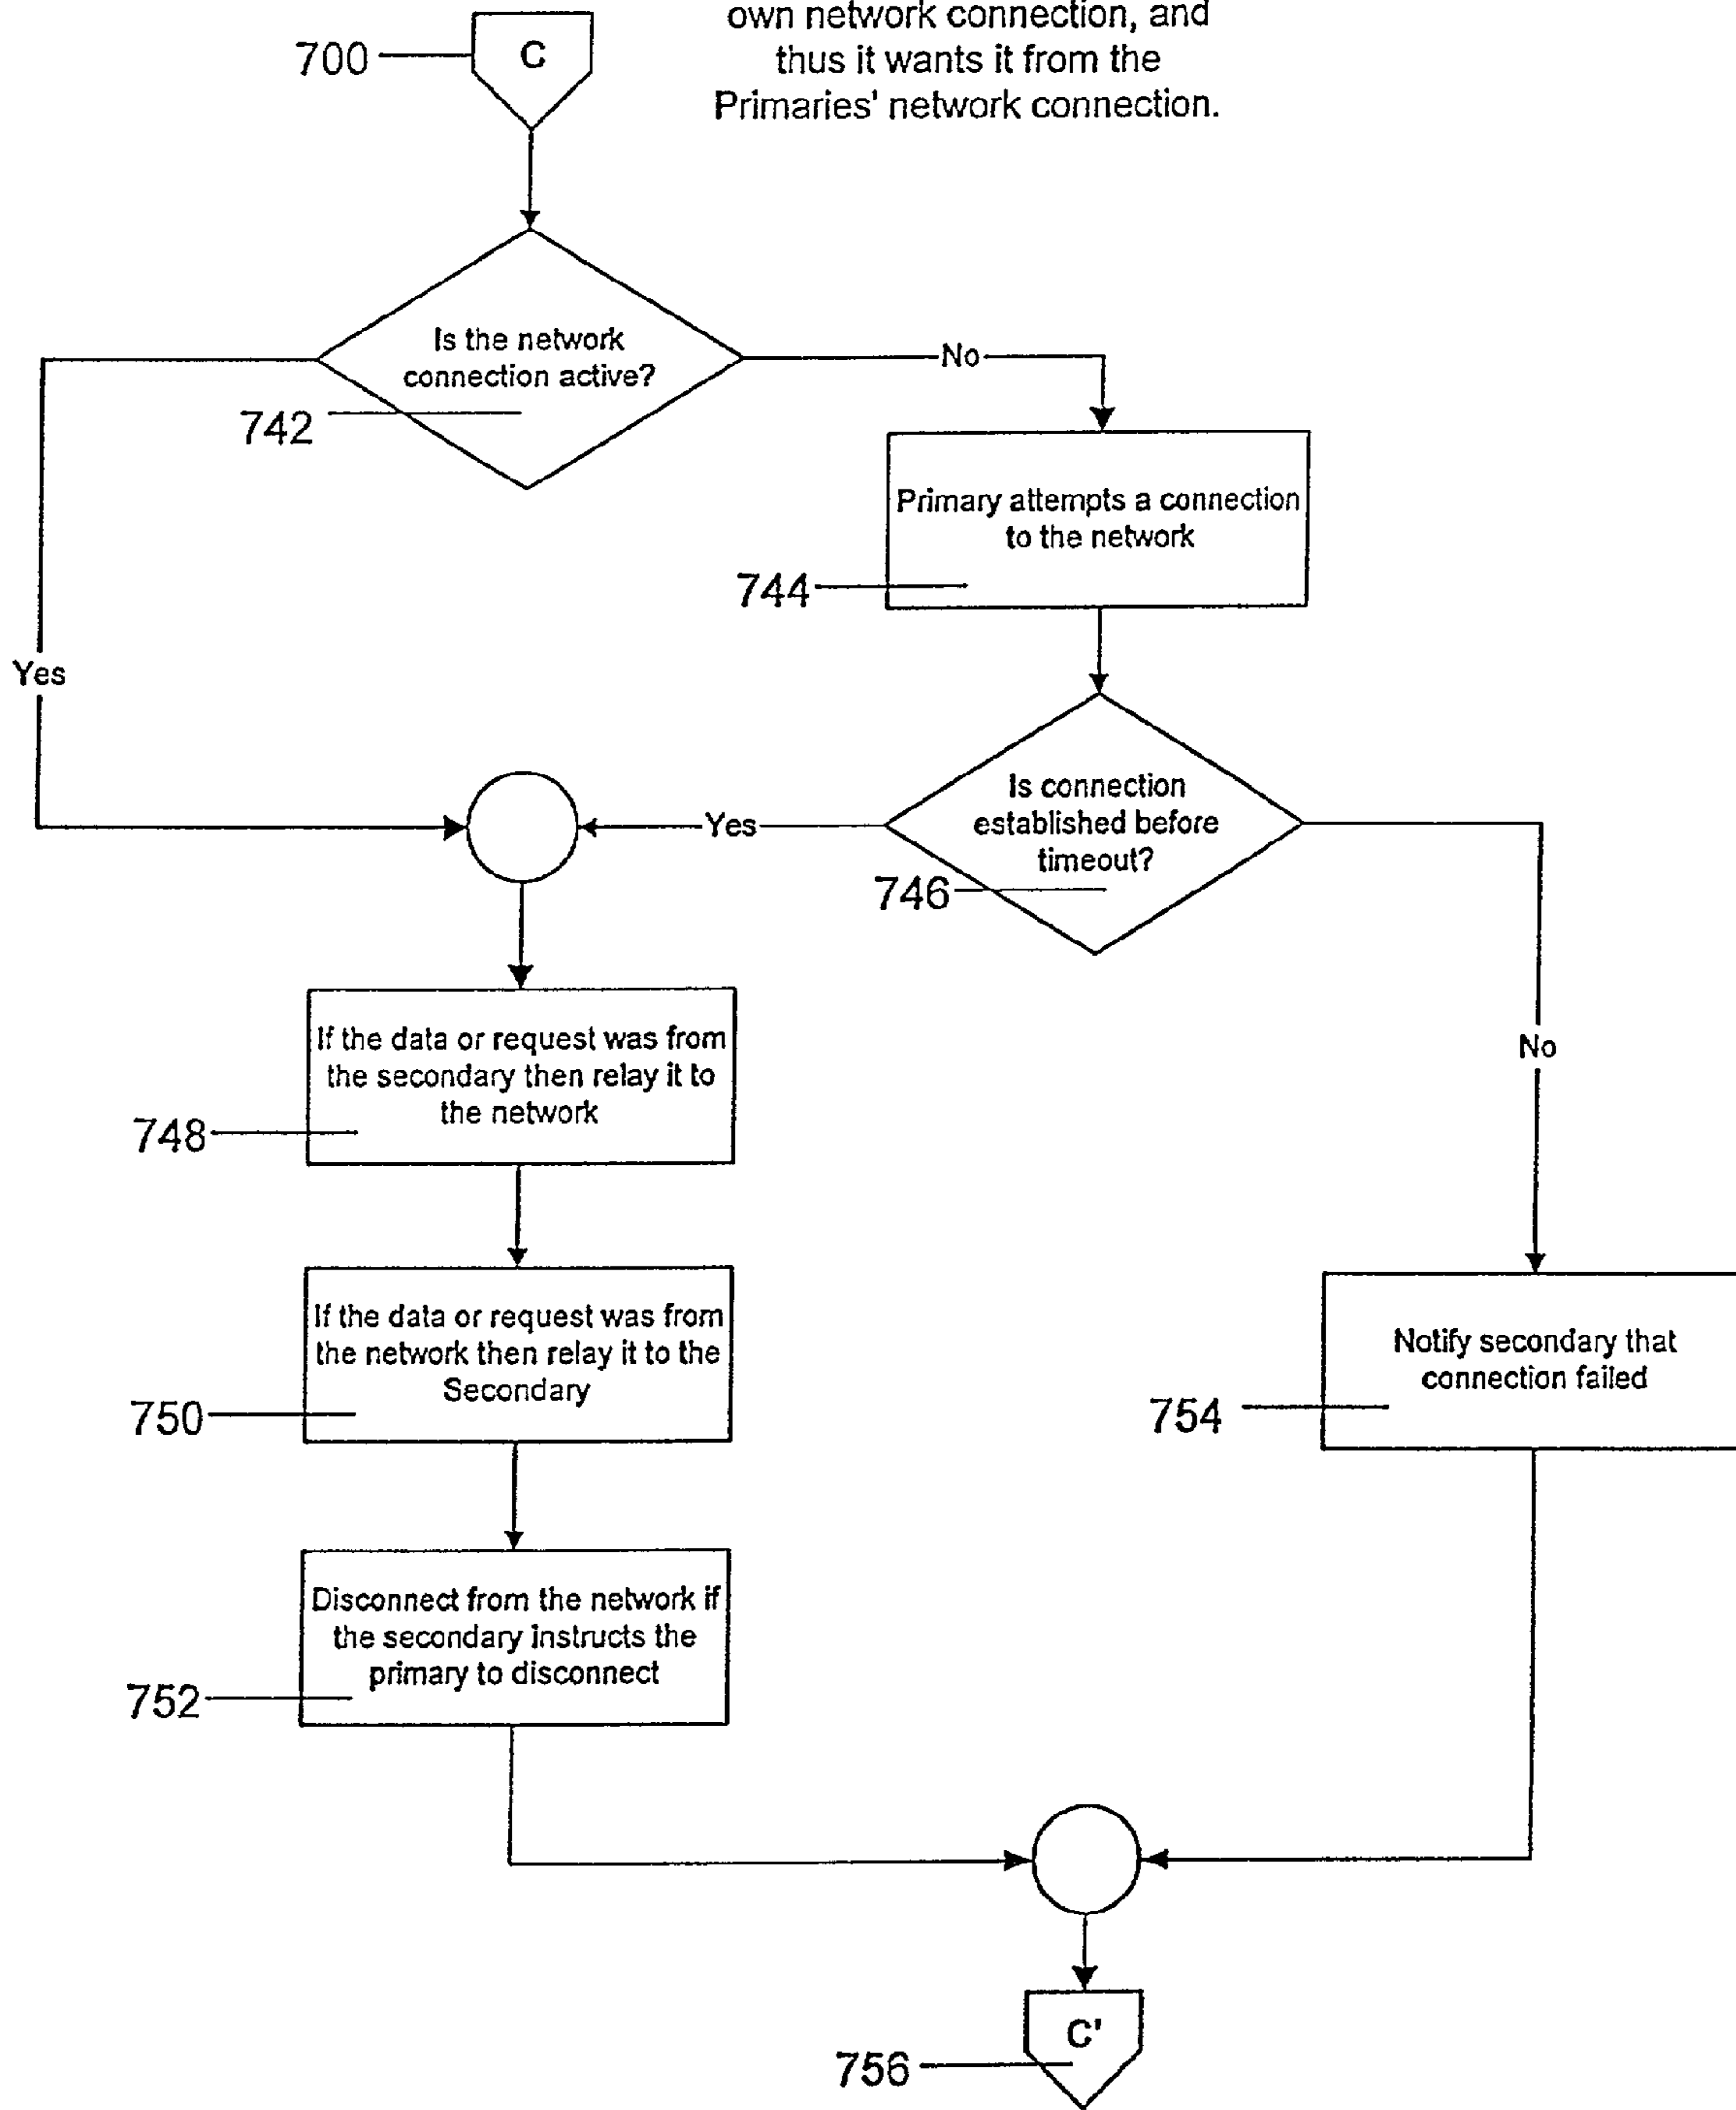 own network connection, and
thus it wants it from the
Primaries' network connection.
700
C
Is the network
connection active?
742
No
Primary attempts a connection
to the network
744
Yes
Is connection
established before
timeout?
746
Yes
No
If the data or request was from
the secondary then relay it to
the network
748
If the data or request was from
the network then relay it to the
Secondary
750
Notify secondary that
connection failed
754
Disconnect from the network if
the secondary instructs the
primary to disconnect
752
C'
756